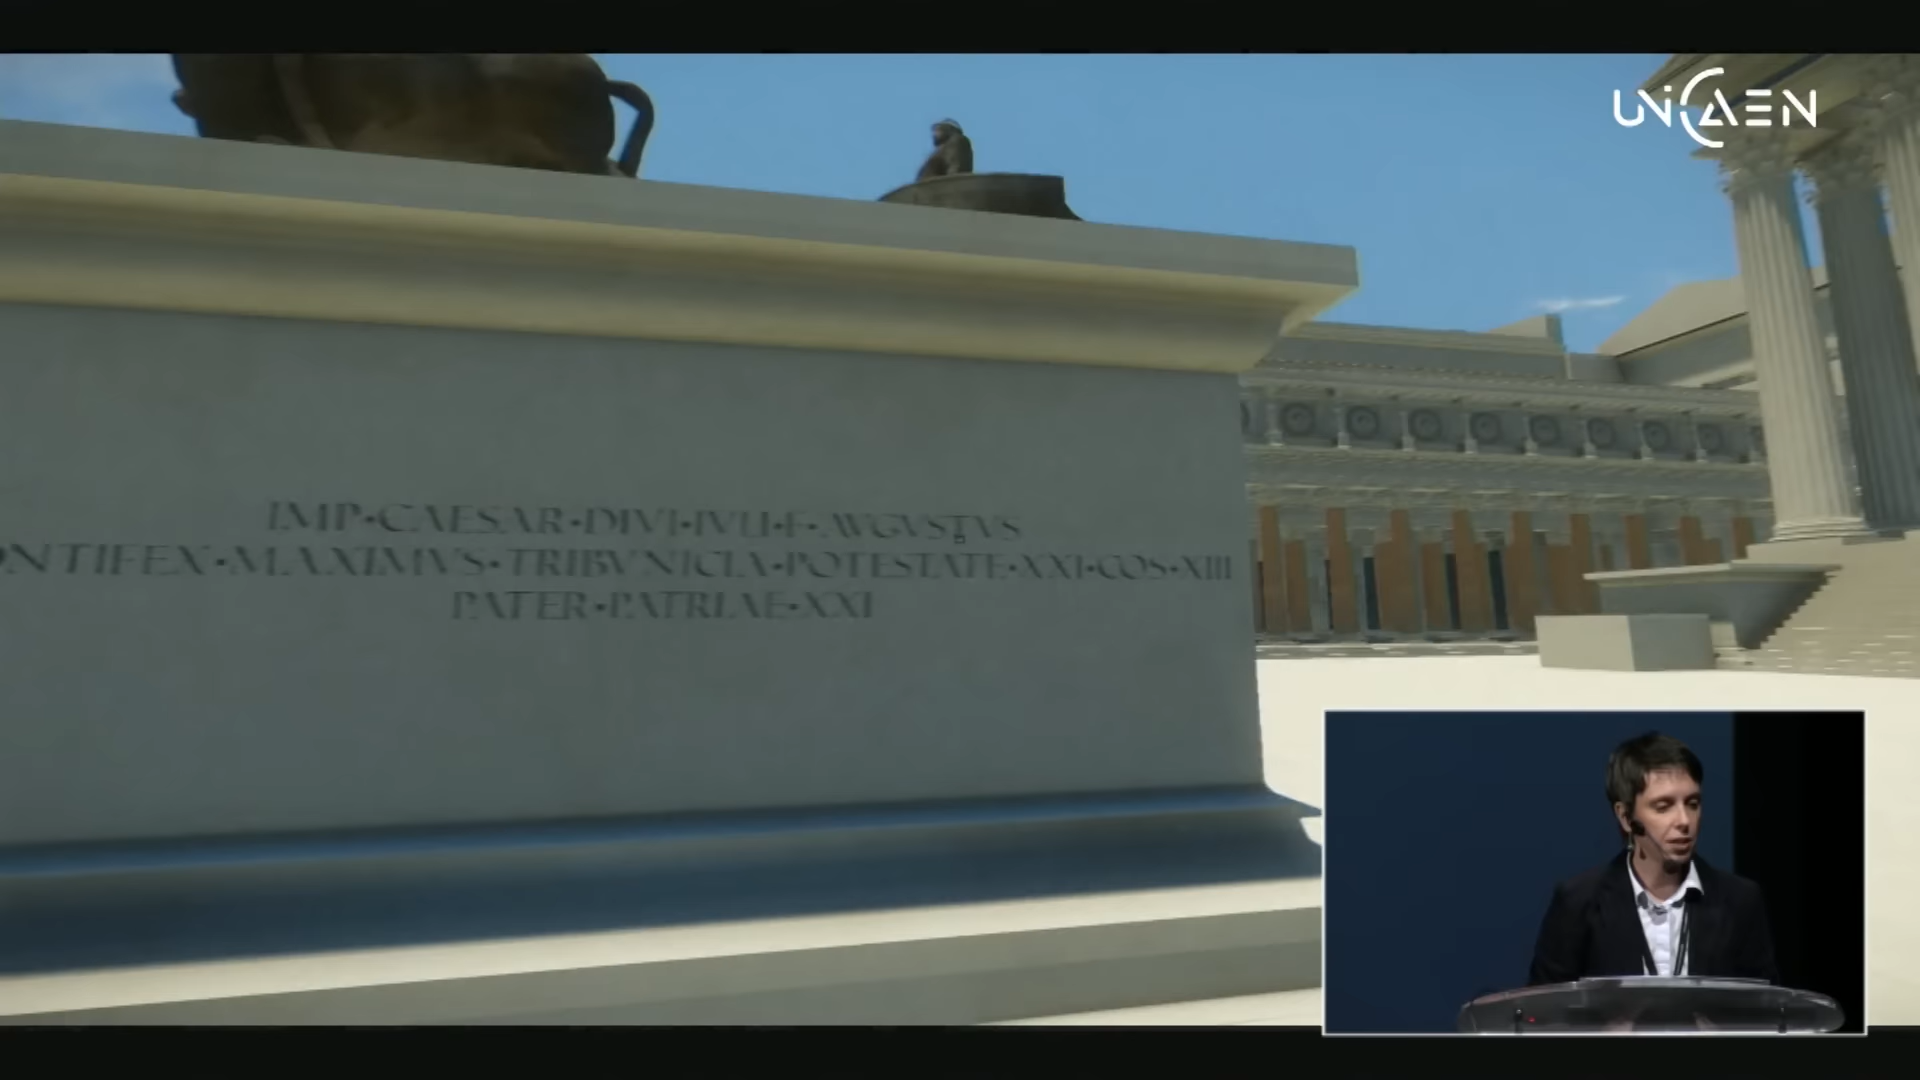 UNICAEN
IMP·CAESAR·DIVI·IVLI·F·AVGVSTVS
ONTIFEX·MAXIMVS·TRIBVNICIA·POTESTATE·XXI·COS·XIII
PATER·PATRIAE·XXI